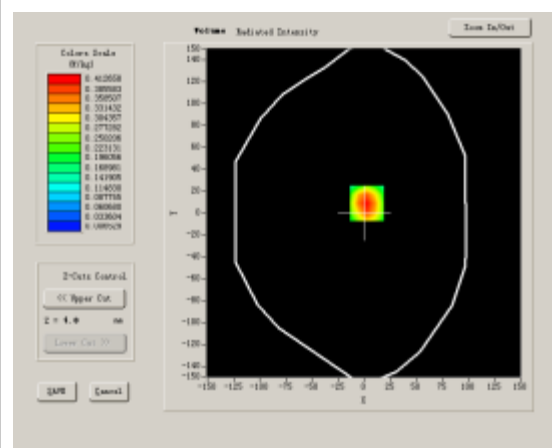 Volume Radiated Intensity
Zoom In/Out
Colors Scale
(W/kg)
0.412658
0.385583
0.358507
0.331432
0.304357
0.277282
0.250206
0.223131
0.196056
0.168981
0.141905
0.114830
0.087755
0.060680
0.033604
0.006529
Z-Cuts Control
<< Upper Cut
Z = 4.0 mm
Lower Cut >>
SAVE
Cancel
150
140
120
100
80
60
40
20
0
-20
-40
-60
-80
-100
-120
-140
-150
Y
-150 -125 -100 -75 -50 -25 0 25 50 75 100 125 150
X